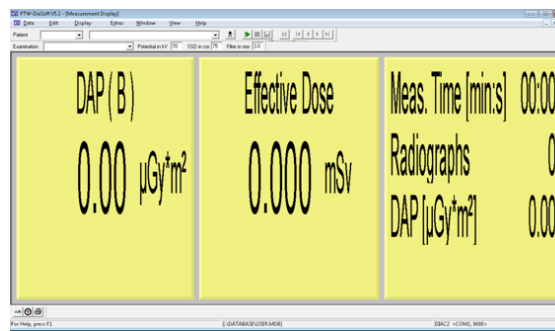 PTW-DiaSoft V5.2 - [Measurement Display]
Data Edit Display Extras Window View Help
Patient
Examination Potential in kV 70 SSD in cm 75 Filter in mm 3.0
DAP ( B )
0.00 µGy*m²
Effective Dose
0.000 mSv
Meas. Time [min:s] 00:00
Radiographs 0
DAP [µGy*m²] 0.00
For Help, press F1 [.\DATABASE\USER.MDB] DIAC2 <COM2, 9600>